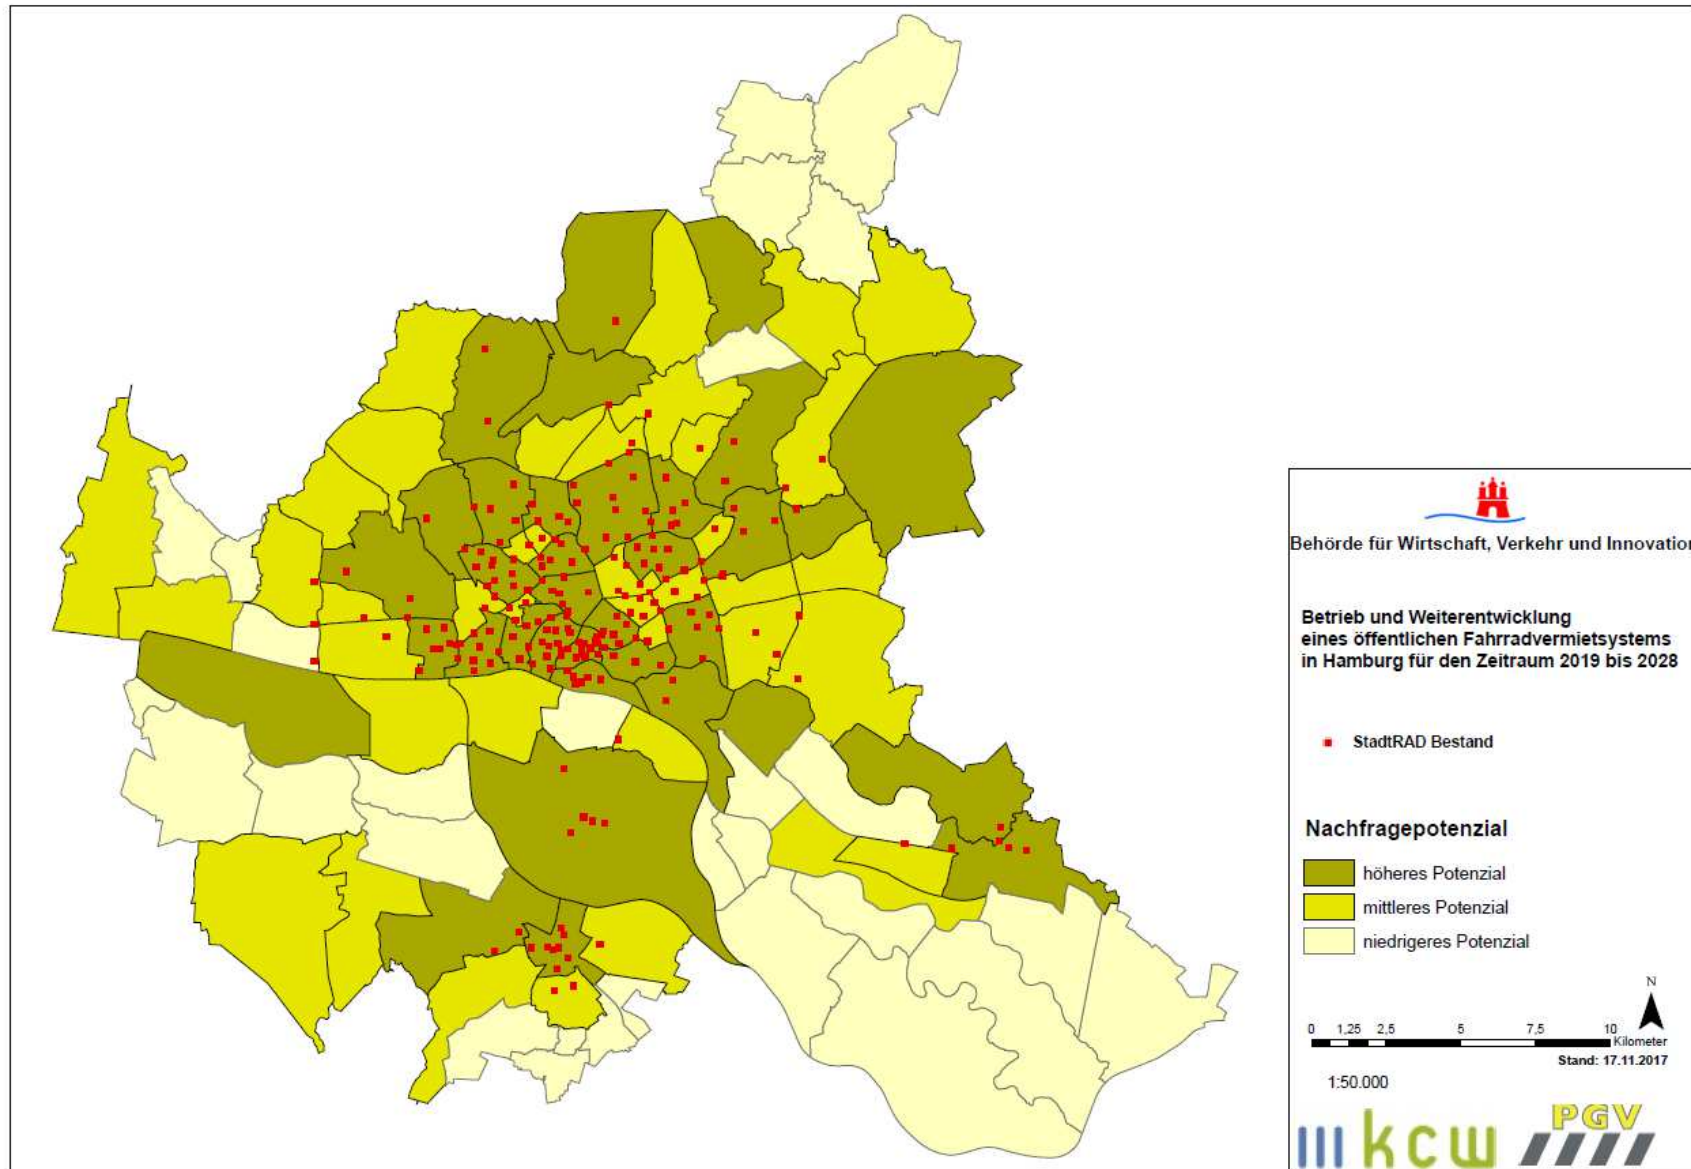 Behörde für Wirtschaft, Verkehr und Innovation
Betrieb und Weiterentwicklung
eines öffentlichen Fahrradvermietsystems
in Hamburg für den Zeitraum 2019 bis 2028
StadtRAD Bestand
Nachfragepotenzial
höheres Potenzial
mittleres Potenzial
niedrigeres Potenzial
N
0 1,25 2,5 5 7,5 10
Kilometer
Stand: 17.11.2017
1:50.000
kcw
PGV